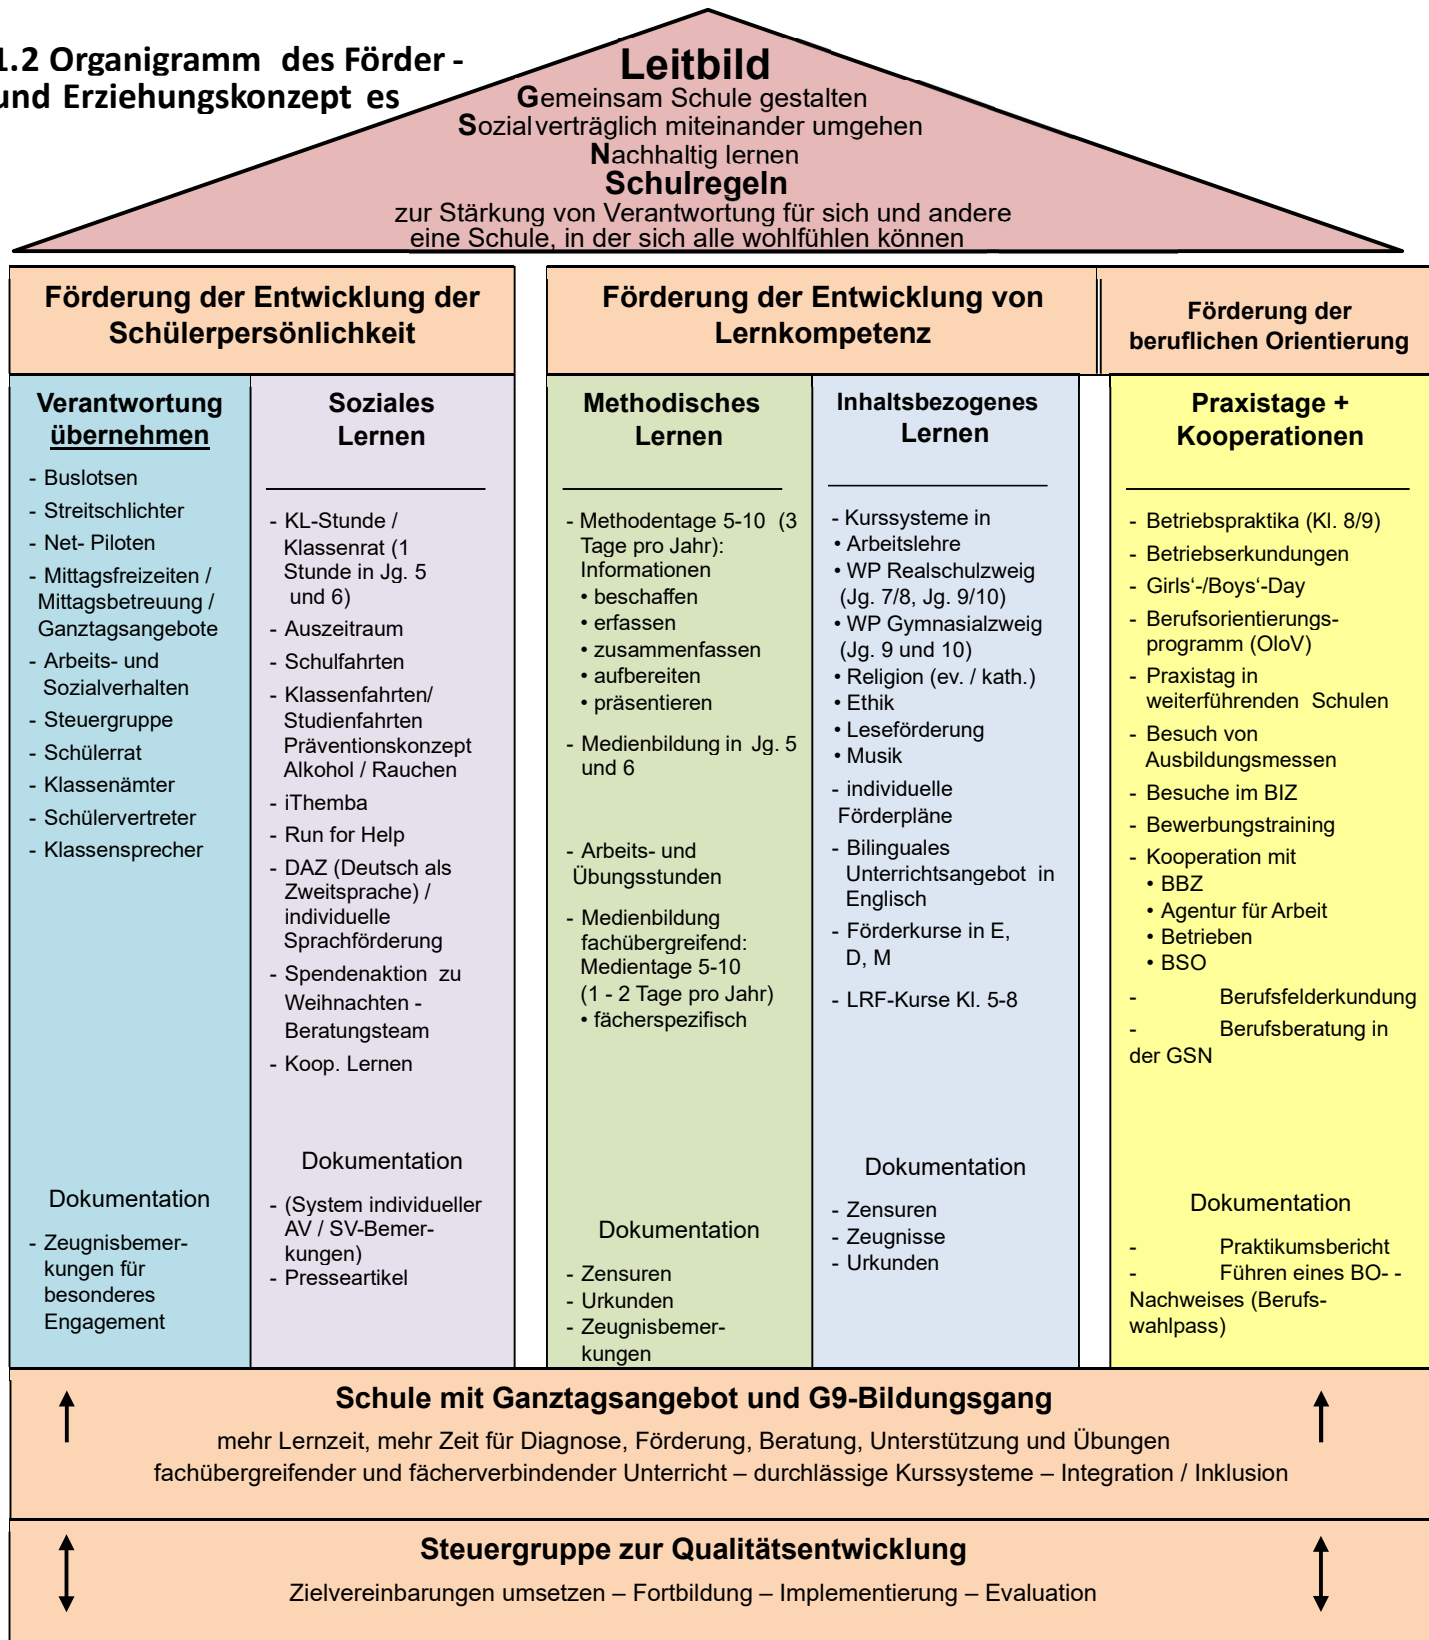 1.2 Organigramm des Förder -
und Erziehungskonzept es
Leitbild
Gemeinsam Schule gestalten
Sozialverträglich miteinander umgehen
Nachhaltig lernen
Schulregeln
zur Stärkung von Verantwortung für sich und andere
eine Schule, in der sich alle wohlfühlen können
Förderung der Entwicklung der
Schülerpersönlichkeit
Förderung der Entwicklung von
Lernkompetenz
Förderung der
beruflichen Orientierung
Verantwortung
übernehmen
- Buslotsen
- Streitschlichter
- Net- Piloten
- Mittagsfreizeiten /
Mittagsbetreuung /
Ganztagsangebote
- Arbeits- und
Sozialverhalten
- Steuergruppe
- Schülerrat
- Klassenämter
- Schülervertreter
- Klassensprecher
Dokumentation
- Zeugnisbemer-
kungen für
besonderes
Engagement
Soziales
Lernen
- KL-Stunde /
Klassenrat (1
Stunde in Jg. 5
und 6)
- Auszeitraum
- Schulfahrten
- Klassenfahrten/
Studienfahrten
Präventionskonzept
Alkohol / Rauchen
- iThemba
- Run for Help
- DAZ (Deutsch als
Zweitsprache) /
individuelle
Sprachförderung
- Spendenaktion zu
Weihnachten -
Beratungsteam
- Koop. Lernen
Dokumentation
- (System individueller
AV / SV-Bemer-
kungen)
- Presseartikel
Methodisches
Lernen
- Methodentage 5-10 (3
Tage pro Jahr):
Informationen
• beschaffen
• erfassen
• zusammenfassen
• aufbereiten
• präsentieren
- Medienbildung in Jg. 5
und 6
- Arbeits- und
Übungsstunden
- Medienbildung
fachübergreifend:
Medientage 5-10
(1 - 2 Tage pro Jahr)
• fächerspezifisch
Dokumentation
- Zensuren
- Urkunden
- Zeugnisbemer-
kungen
Inhaltsbezogenes
Lernen
- Kurssysteme in
• Arbeitslehre
• WP Realschulzweig
(Jg. 7/8, Jg. 9/10)
• WP Gymnasialzweig
(Jg. 9 und 10)
• Religion (ev. / kath.)
• Ethik
• Leseförderung
• Musik
- individuelle
Förderpläne
- Bilinguales
Unterrichtsangebot in
Englisch
- Förderkurse in E,
D, M
- LRF-Kurse Kl. 5-8
Dokumentation
- Zensuren
- Zeugnisse
- Urkunden
Praxistage +
Kooperationen
- Betriebspraktika (Kl. 8/9)
- Betriebserkundungen
- Girls‘-/Boys‘-Day
- Berufsorientierungs-
programm (OloV)
- Praxistag in
weiterführenden Schulen
- Besuch von
Ausbildungsmessen
- Besuche im BIZ
- Bewerbungstraining
- Kooperation mit
• BBZ
• Agentur für Arbeit
• Betrieben
• BSO
- Berufsfelderkundung
- Berufsberatung in
der GSN
Dokumentation
- Praktikumsbericht
- Führen eines BO- -
Nachweises (Berufs-
wahlpass)
Schule mit Ganztagsangebot und G9-Bildungsgang
mehr Lernzeit, mehr Zeit für Diagnose, Förderung, Beratung, Unterstützung und Übungen
fachübergreifender und fächerverbindender Unterricht – durchlässige Kurssysteme – Integration / Inklusion
Steuergruppe zur Qualitätsentwicklung
Zielvereinbarungen umsetzen – Fortbildung – Implementierung – Evaluation